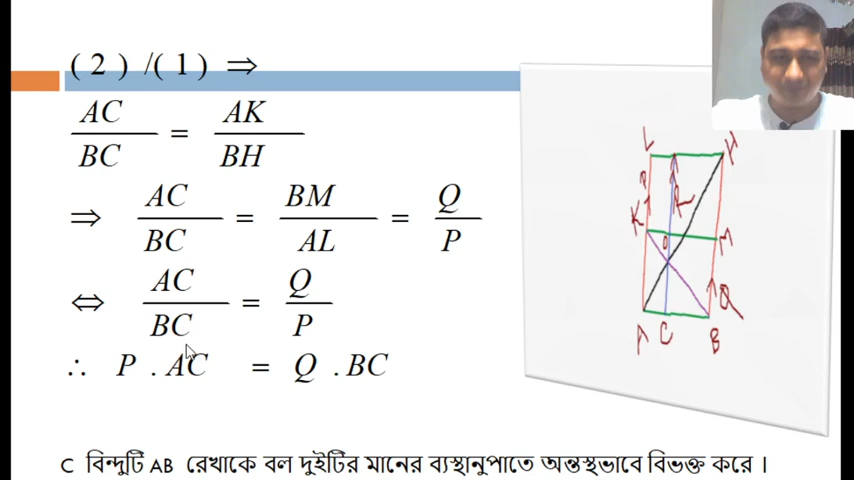 ( 2 ) /( 1 ) ⇒
AC / BC = AK / BH
⇒ AC / BC = BM / AL = Q / P
⇔ AC / BC = Q / P
∴ P . AC = Q . BC
C বিন্দুটি AB রেখাকে বল দুইটির মানের ব্যস্থানুপাতে অন্তস্থভাবে বিভক্ত করে ।
L H
P R
K O M
Q
A C B